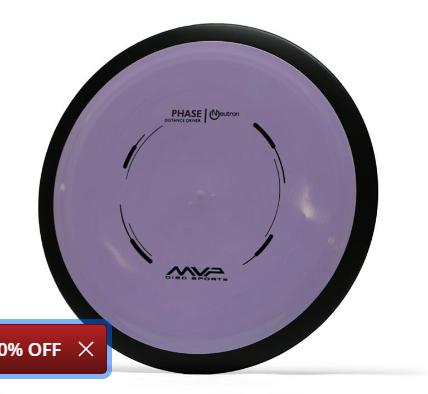 PHASE | Neutron
DISTANCE DRIVER
MVP
DISC SPORTS
0% OFF